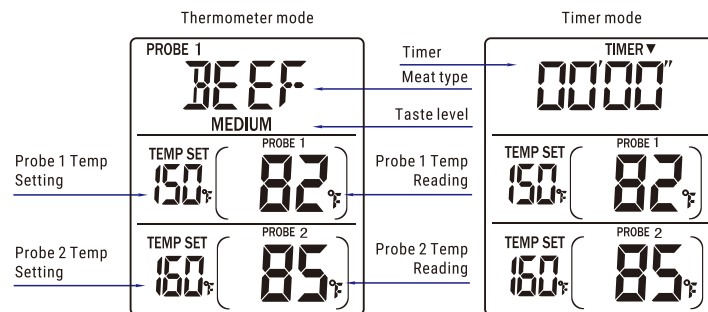 Thermometer mode
PROBE 1
BEEF
MEDIUM
TEMP SET
150°F
PROBE 1
82°F
TEMP SET
160°F
PROBE 2
85°F
Timer
Meat type
Taste level
Probe 1 Temp
Setting
Probe 1 Temp
Reading
Probe 2 Temp
Setting
Probe 2 Temp
Reading
Timer mode
TIMER▼
00'00"
TEMP SET
150°F
PROBE 1
82°F
TEMP SET
160°F
PROBE 2
85°F